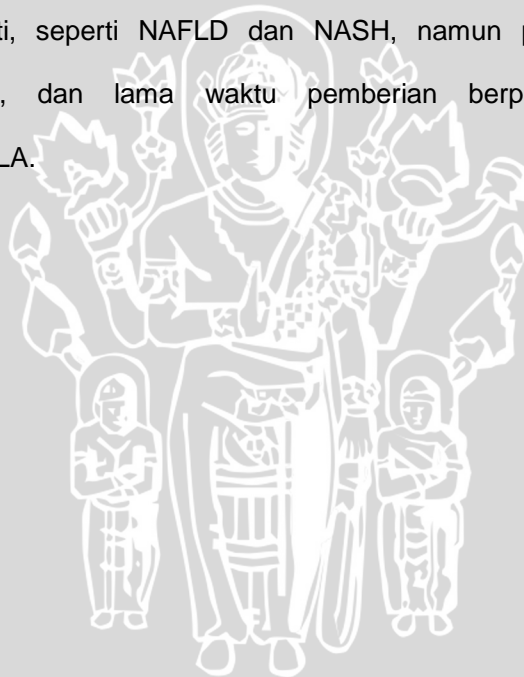 ti, seperti NAFLD dan NASH, namun p
, dan lama waktu pemberian berp
LA.